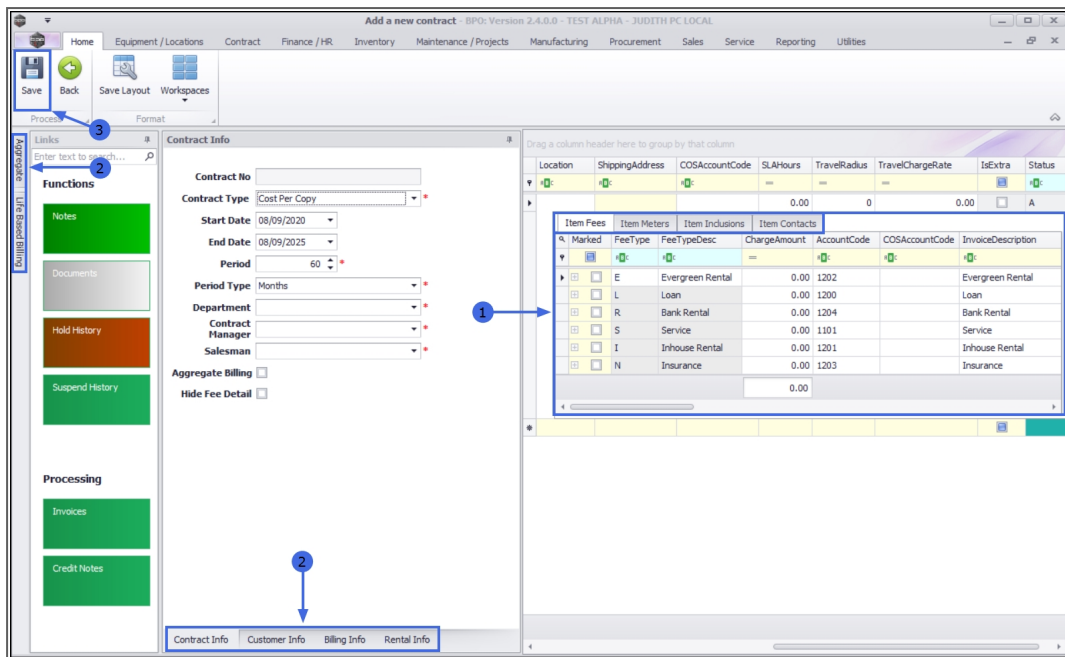 Add a new contract - BPO: Version 2.4.0.0 - TEST ALPHA - JUDITH PC LOCAL
Home Equipment / Locations Contract Finance / HR Inventory Maintenance / Projects Manufacturing Procurement Sales Service Reporting Utilities
Save Back Save Layout Workspaces
Process Format
3
Aggregate
Life Based Billing
2
Links
Enter text to search...
Functions
Notes
Documents
Hold History
Suspend History
Processing
Invoices
Credit Notes
Contract Info
Contract No
Contract Type Cost Per Copy *
Start Date 08/09/2020
End Date 08/09/2025
Period 60 *
Period Type Months *
Department *
Contract Manager *
Salesman *
Aggregate Billing
Hide Fee Detail
2
Contract Info Customer Info Billing Info Rental Info
Drag a column header here to group by that column
Location ShippingAddress COSAccountCode SLAHours TravelRadius TravelChargeRate IsExtra Status
0.00 0 0.00 A
1
Item Fees Item Meters Item Inclusions Item Contacts
Marked FeeType FeeTypeDesc ChargeAmount AccountCode COSAccountCode InvoiceDescription
E Evergreen Rental 0.00 1202 Evergreen Rental
L Loan 0.00 1200 Loan
R Bank Rental 0.00 1204 Bank Rental
S Service 0.00 1101 Service
I Inhouse Rental 0.00 1201 Inhouse Rental
N Insurance 0.00 1203 Insurance
0.00